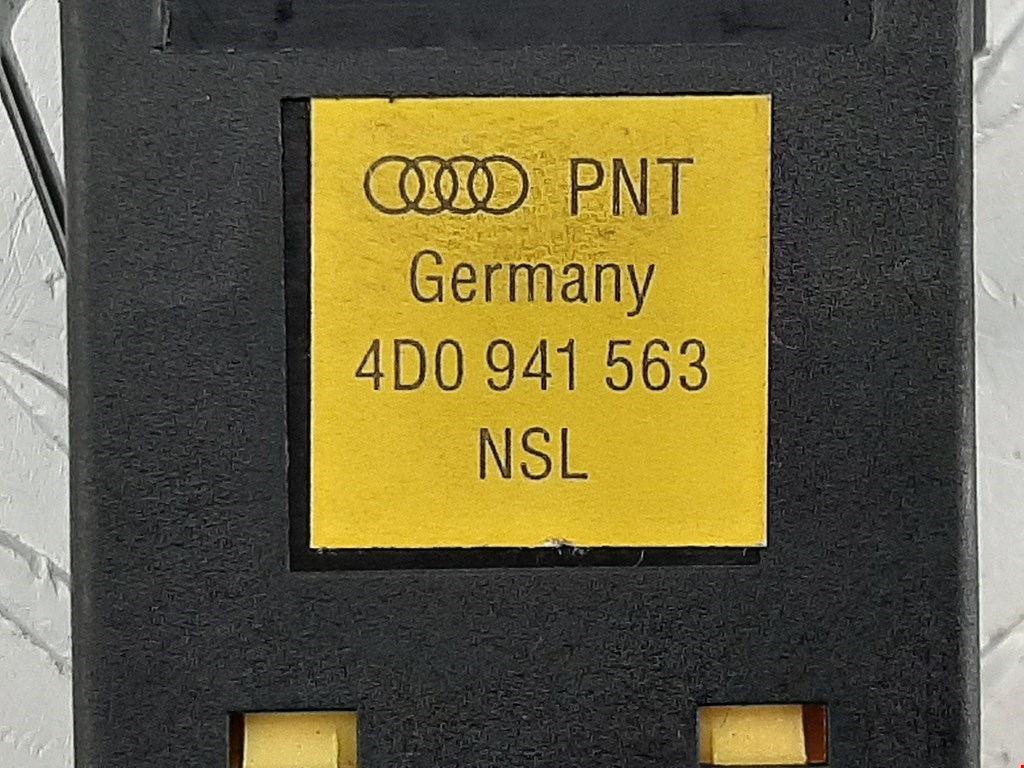 PNT
Germany
4D0 941 563
NSL